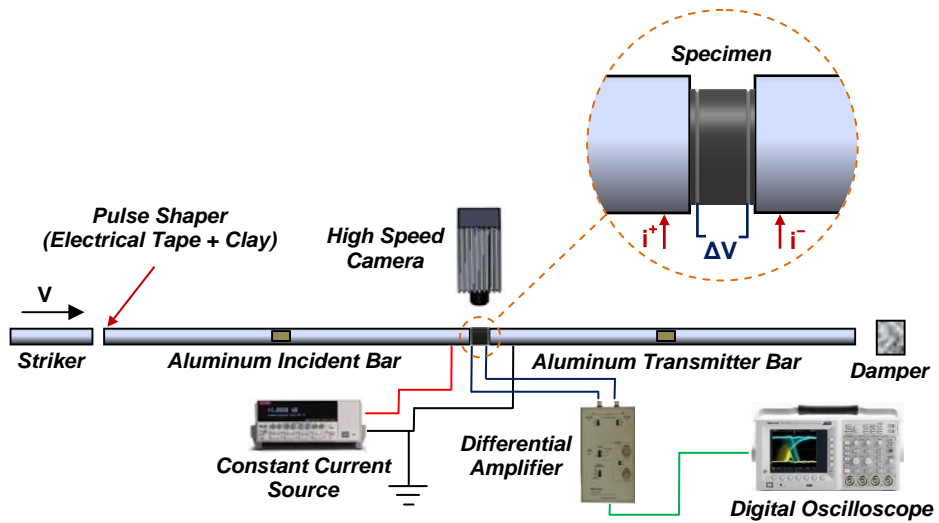 Specimen
i⁺
ΔV
i⁻
Pulse Shaper
(Electrical Tape + Clay)
High Speed
Camera
V
Striker
Aluminum Incident Bar
Aluminum Transmitter Bar
Damper
Constant Current
Source
Differential
Amplifier
Digital Oscilloscope